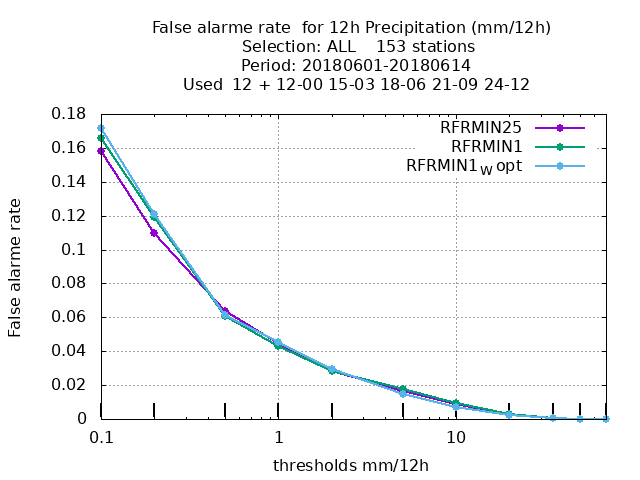 False alarme rate  for 12h Precipitation (mm/12h)
Selection: ALL    153 stations
Period: 20180601-20180614
Used  12 + 12-00 15-03 18-06 21-09 24-12
RFRMIN25
RFRMIN1
RFRMIN1W opt
False alarme rate
0.18
0.16
0.14
0.12
0.1
0.08
0.06
0.04
0.02
0
0.1 1 10
thresholds mm/12h